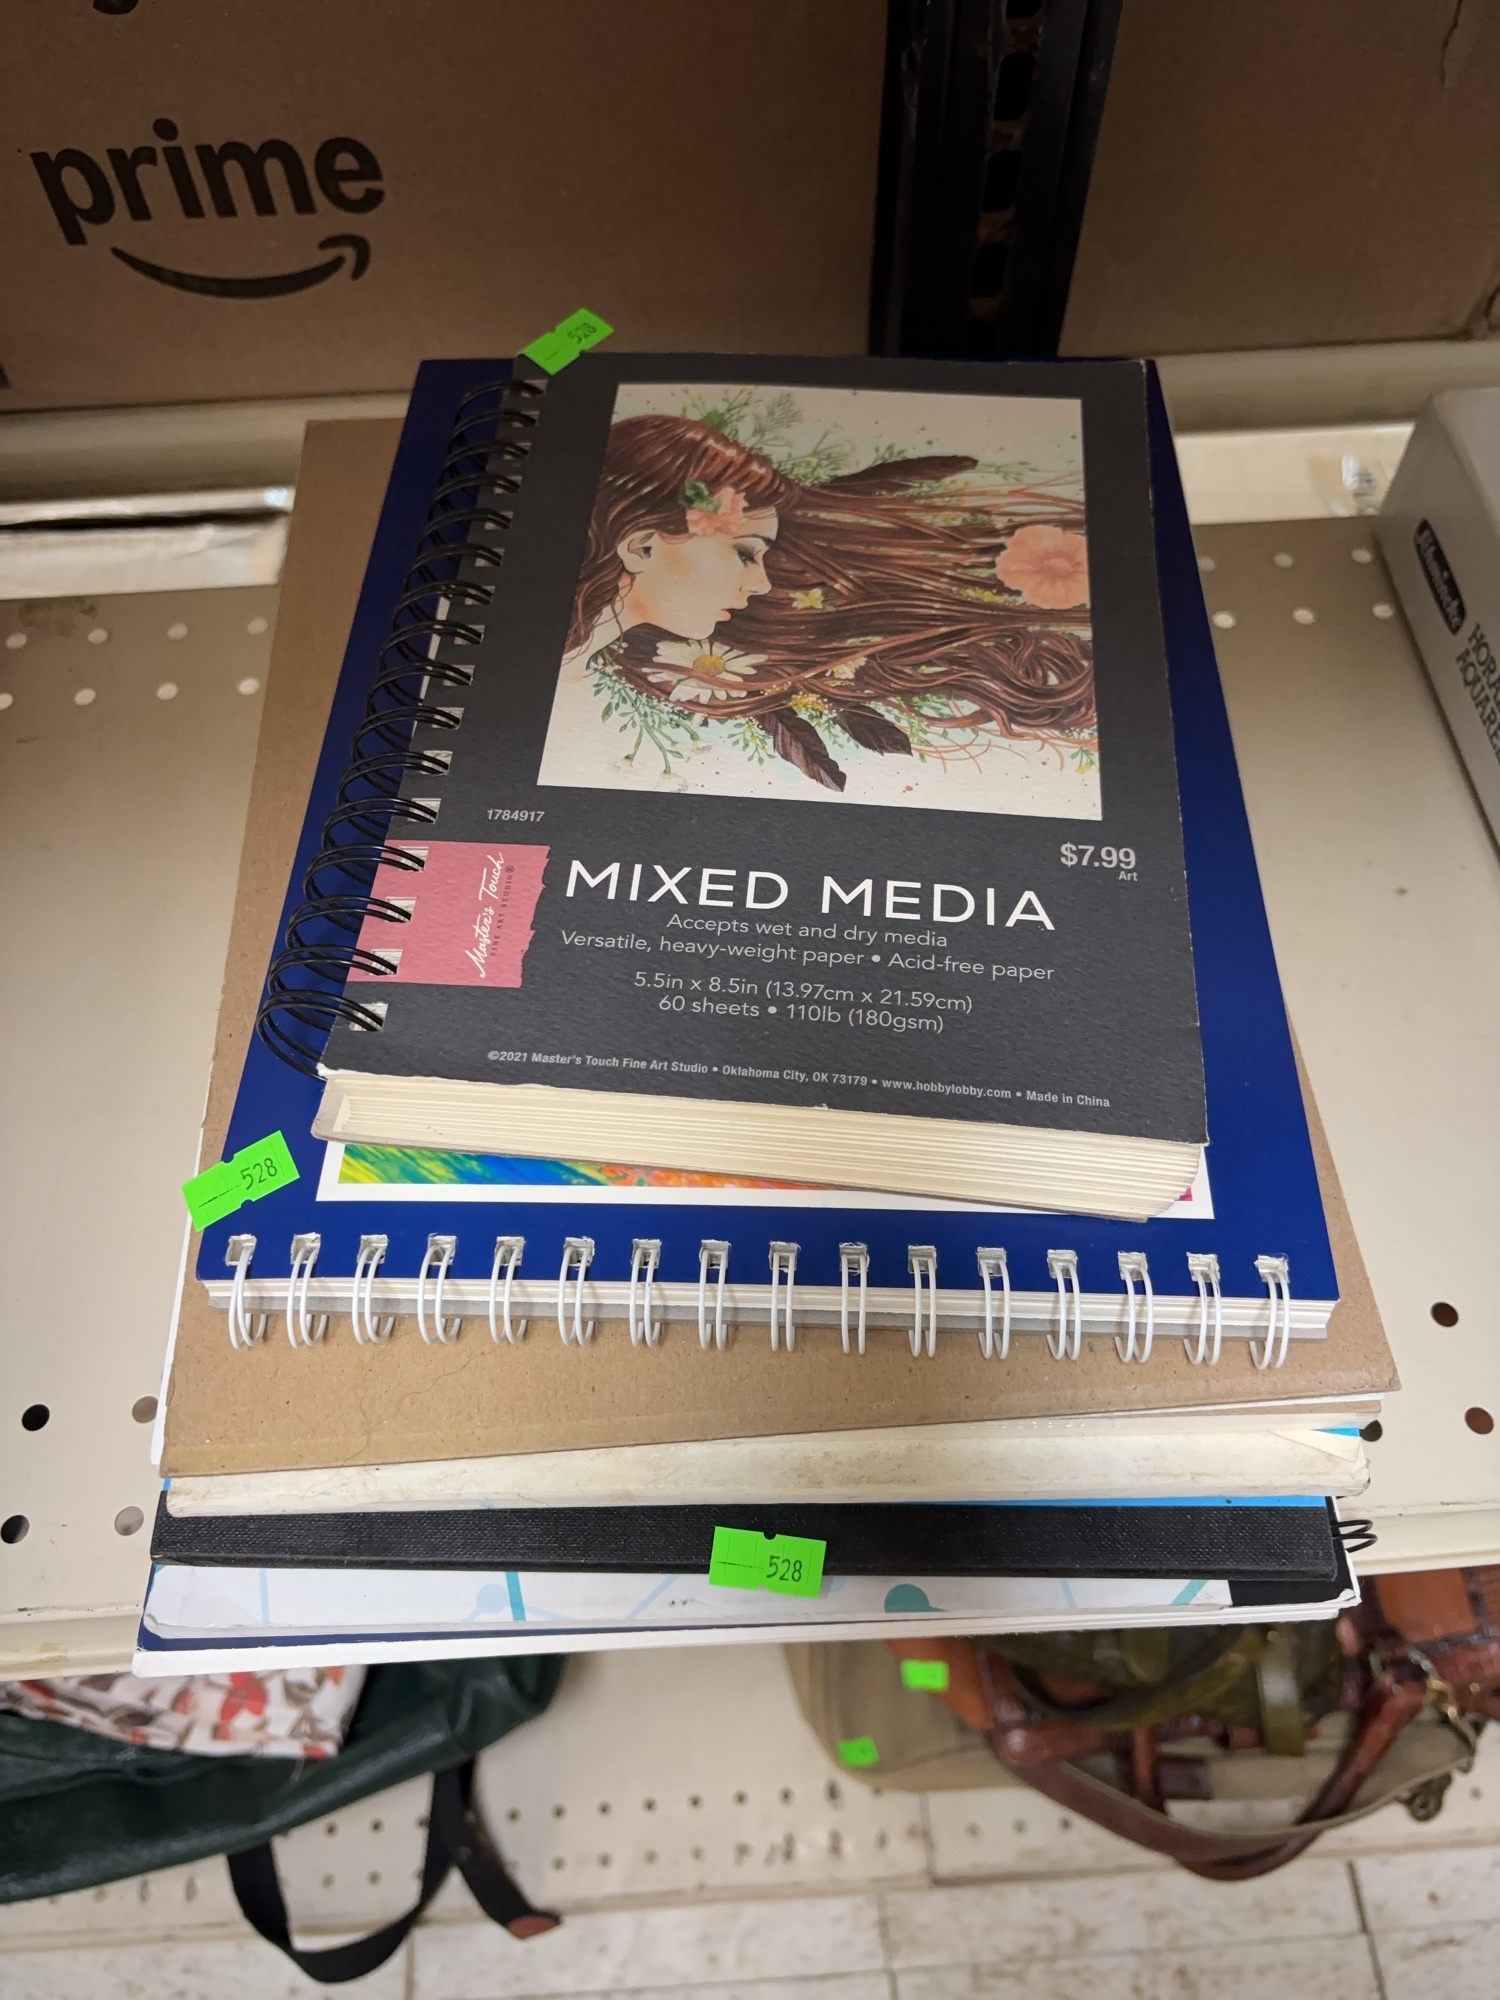 prime
528
1784917
$7.99
Art
Master's Touch
FINE ART STUDIO®
MIXED MEDIA
Accepts wet and dry media
Versatile, heavy-weight paper • Acid-free paper
5.5in x 8.5in (13.97cm x 21.59cm)
60 sheets • 110lb (180gsm)
©2021 Master's Touch Fine Art Studio • Oklahoma City, OK 73179 • www.hobbylobby.com • Made in China
528
528